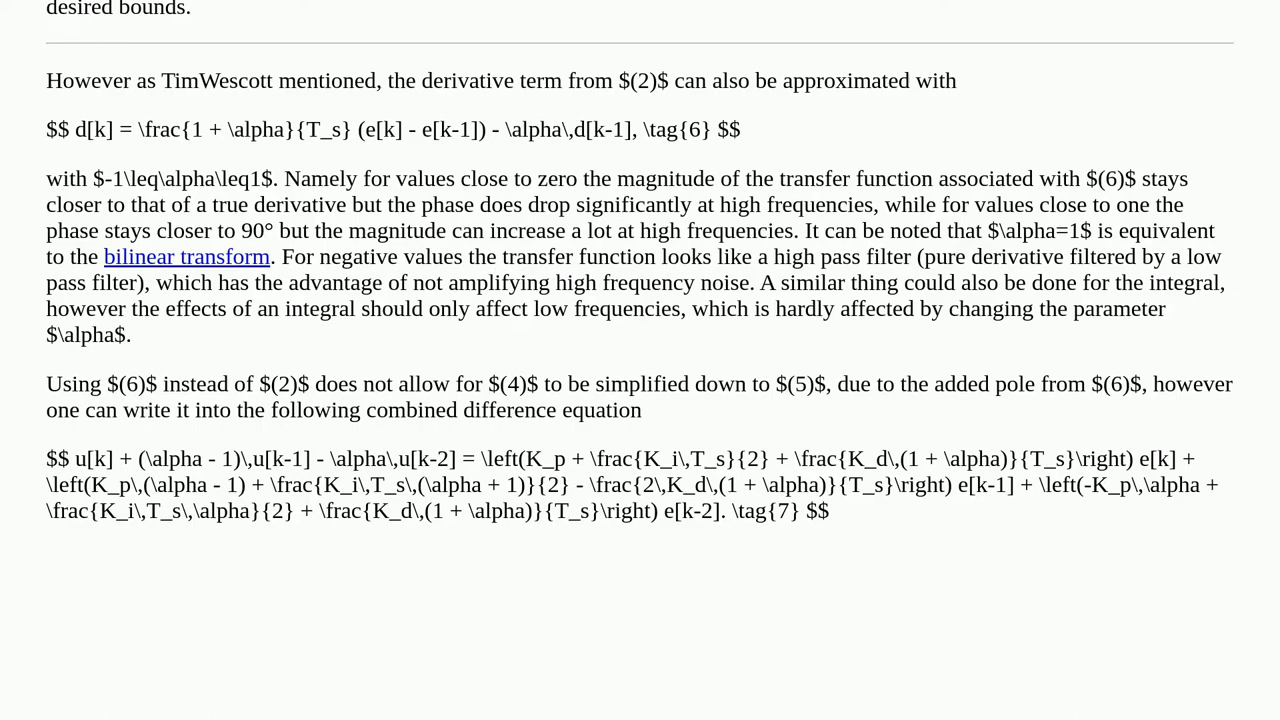 desired bounds.
However as TimWescott mentioned, the derivative term from $(2)$ can also be approximated with
$$ d[k] = \frac{1 + \alpha}{T_s} (e[k] - e[k-1]) - \alpha\,d[k-1], \tag{6} $$
with $-1\leq\alpha\leq1$. Namely for values close to zero the magnitude of the transfer function associated with $(6)$ stays
closer to that of a true derivative but the phase does drop significantly at high frequencies, while for values close to one the
phase stays closer to 90° but the magnitude can increase a lot at high frequencies. It can be noted that $\alpha=1$ is equivalent
to the bilinear transform. For negative values the transfer function looks like a high pass filter (pure derivative filtered by a low
pass filter), which has the advantage of not amplifying high frequency noise. A similar thing could also be done for the integral,
however the effects of an integral should only affect low frequencies, which is hardly affected by changing the parameter
$\alpha$.
Using $(6)$ instead of $(2)$ does not allow for $(4)$ to be simplified down to $(5)$, due to the added pole from $(6)$, however
one can write it into the following combined difference equation
$$ u[k] + (\alpha - 1)\,u[k-1] - \alpha\,u[k-2] = \left(K_p + \frac{K_i\,T_s}{2} + \frac{K_d\,(1 + \alpha)}{T_s}\right) e[k] +
\left(K_p\,(\alpha - 1) + \frac{K_i\,T_s\,(\alpha + 1)}{2} - \frac{2\,K_d\,(1 + \alpha)}{T_s}\right) e[k-1] + \left(-K_p\,\alpha +
\frac{K_i\,T_s\,\alpha}{2} + \frac{K_d\,(1 + \alpha)}{T_s}\right) e[k-2]. \tag{7} $$